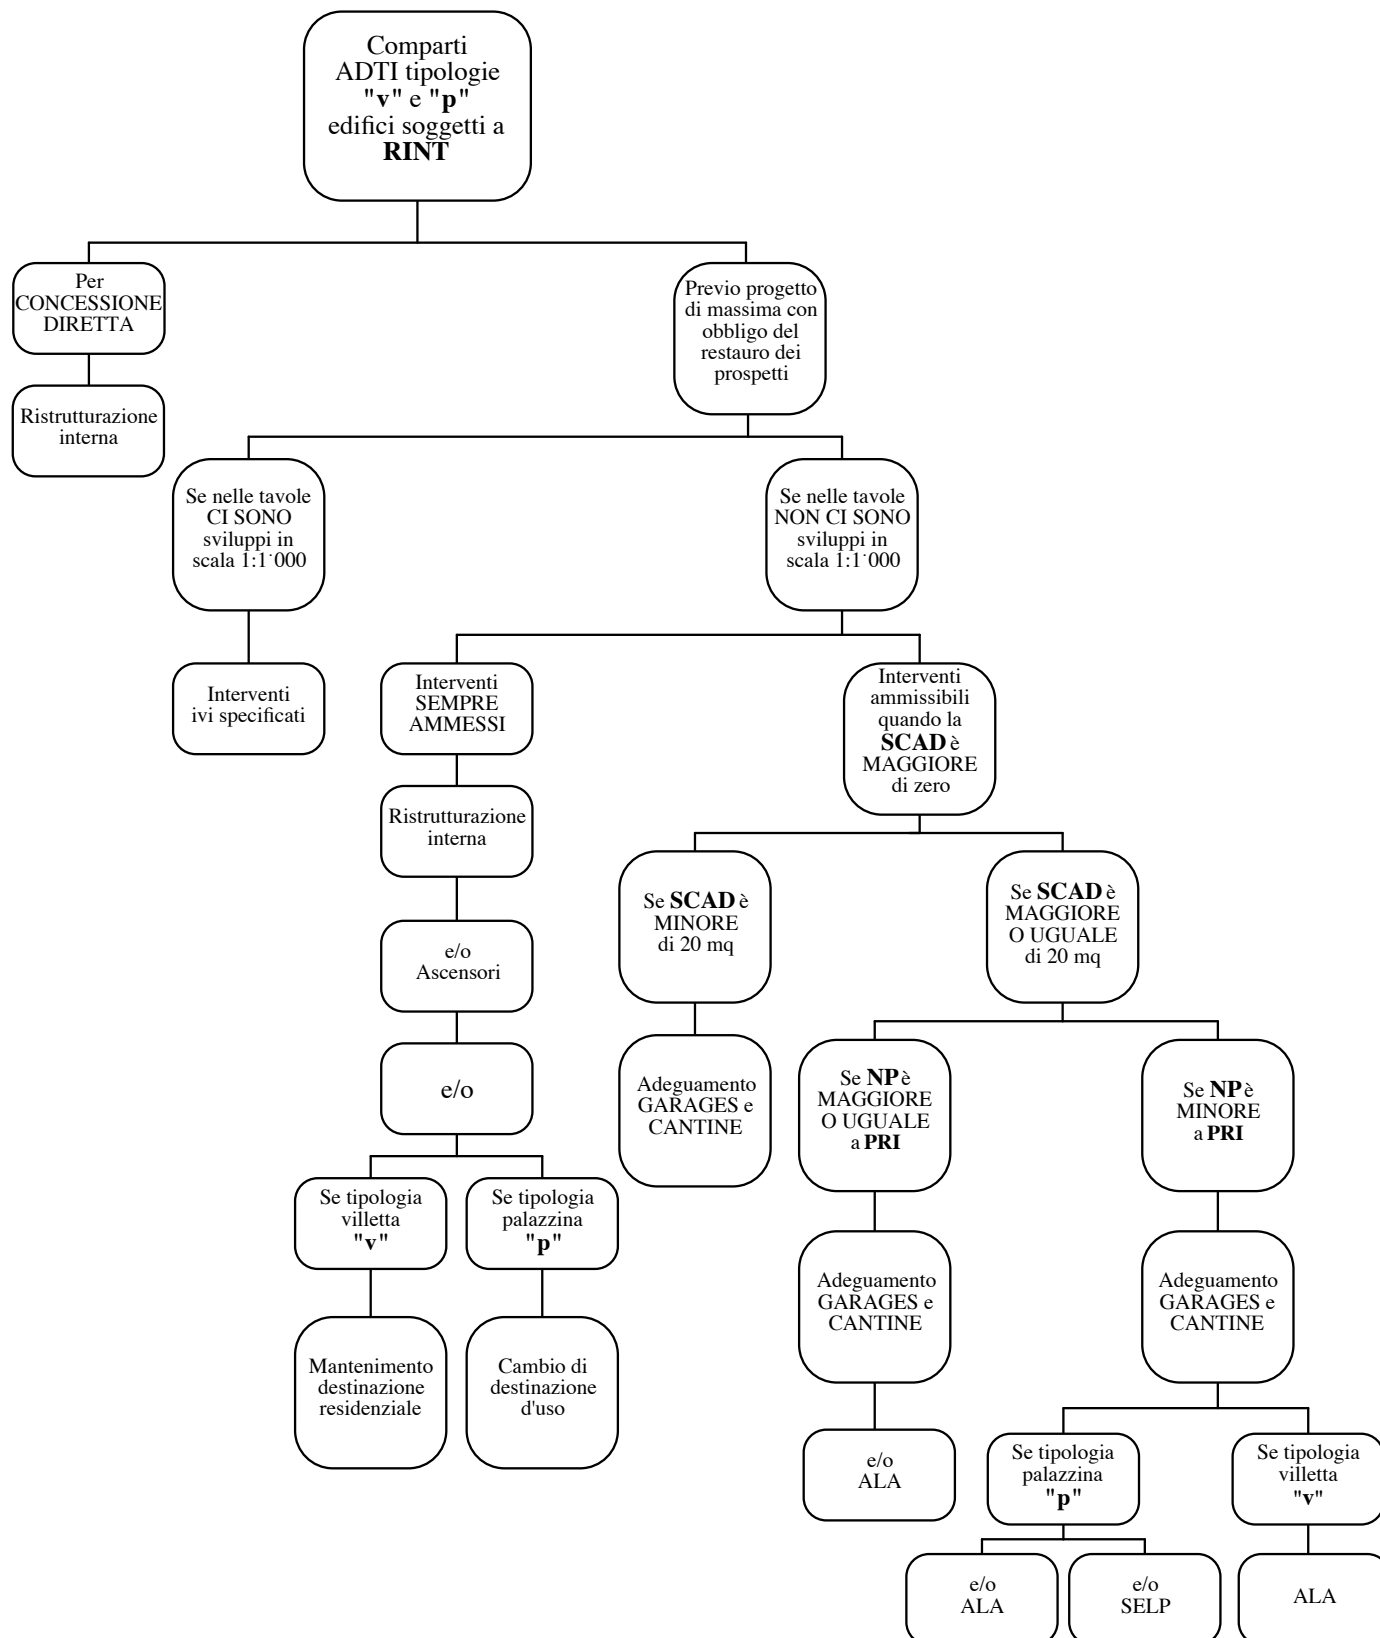 Comparti
ADTI tipologie
"v" e "p"
edifici soggetti a
RINT
Per
CONCESSIONE
DIRETTA
Previo progetto
di massima con
obbligo del
restauro dei
prospetti
Ristrutturazione
interna
Se nelle tavole
CI SONO
sviluppi in
scala 1:1˙000
Se nelle tavole
NON CI SONO
sviluppi in
scala 1:1˙000
Interventi
ivi specificati
Interventi
SEMPRE
AMMESSI
Interventi
ammissibili
quando la
SCAD è
MAGGIORE
di zero
Ristrutturazione
interna
Se SCAD è
MINORE
di 20 mq
Se SCAD è
MAGGIORE
O UGUALE
di 20 mq
e/o
Ascensori
e/o
Adeguamento
GARAGES e
CANTINE
Se NP è
MAGGIORE
O UGUALE
a PRI
Se NP è
MINORE
a PRI
Se tipologia
villetta
"v"
Se tipologia
palazzina
"p"
Adeguamento
GARAGES e
CANTINE
Adeguamento
GARAGES e
CANTINE
Mantenimento
destinazione
residenziale
Cambio di
destinazione
d'uso
e/o
ALA
Se tipologia
palazzina
"p"
Se tipologia
villetta
"v"
e/o
ALA
e/o
SELP
ALA